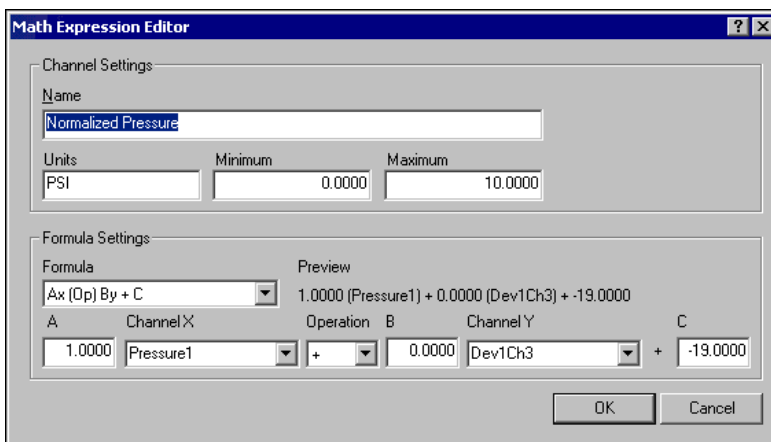 Math Expression Editor
Channel Settings
Name
Normalized Pressure
Units Minimum Maximum
PSI 0.0000 10.0000
Formula Settings
Formula Preview
Ax (Op) By + C 1.0000 (Pressure1) + 0.0000 (Dev1Ch3) + -19.0000
A Channel X Operation B Channel Y C
1.0000 Pressure1 + 0.0000 Dev1Ch3 + -19.0000
OK Cancel